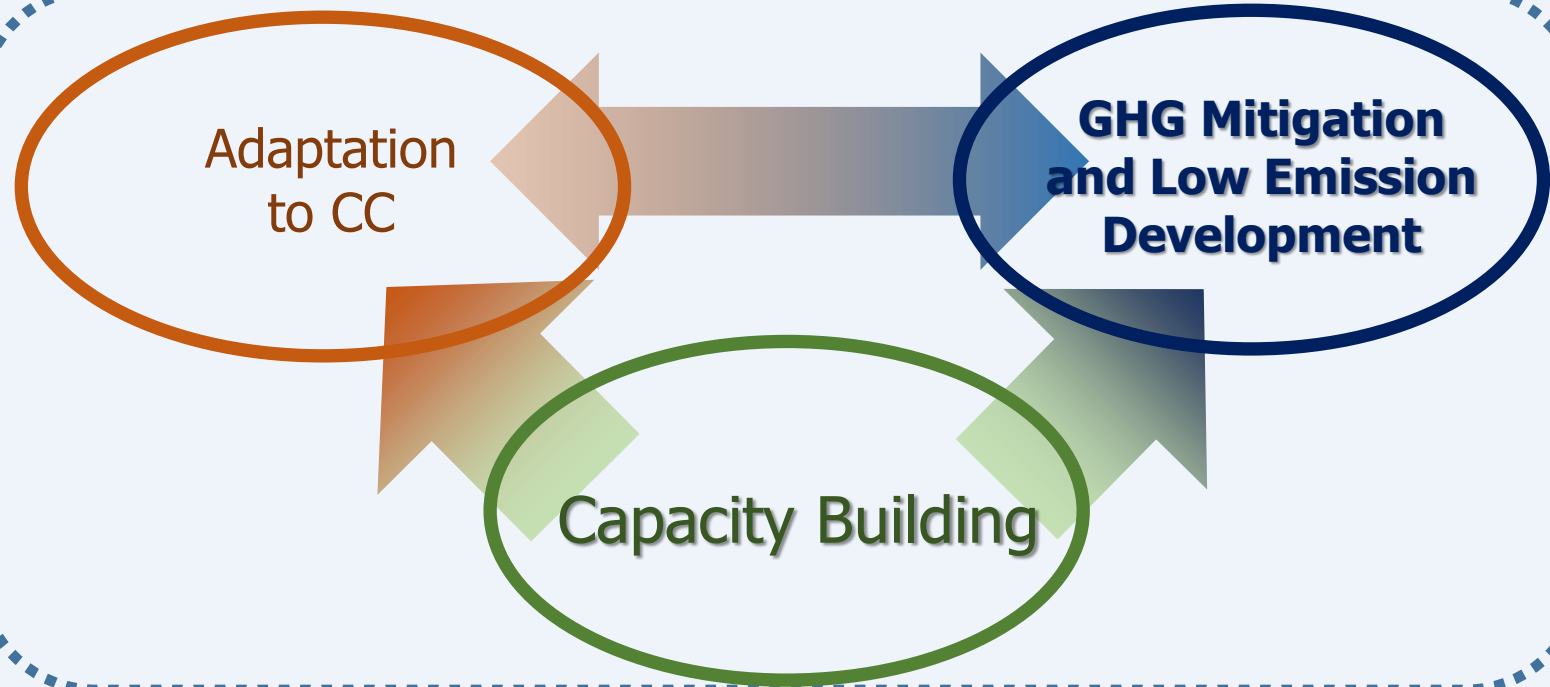 Adaptation
to CC
GHG Mitigation
and Low Emission
Development
Capacity Building